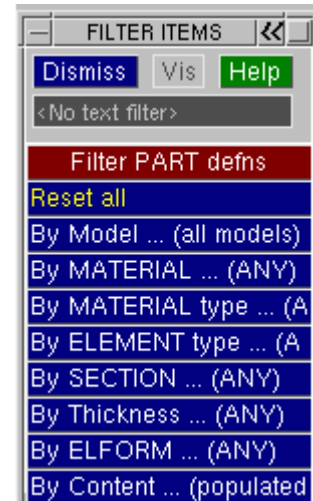 FILTER ITEMS
Dismiss Vis Help
<No text filter>
Filter PART defns
Reset all
By Model ... (all models)
By MATERIAL ... (ANY)
By MATERIAL type ... (A
By ELEMENT type ... (A
By SECTION ... (ANY)
By Thickness ... (ANY)
By ELFORM ... (ANY)
By Content ... (populated